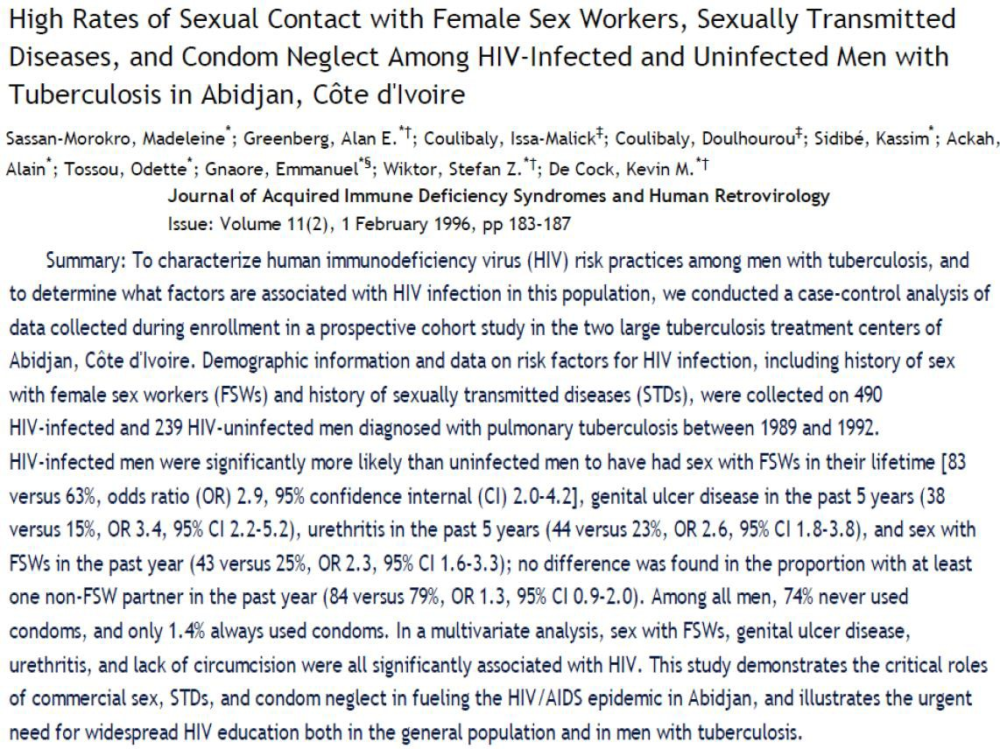 High Rates of Sexual Contact with Female Sex Workers, Sexually Transmitted
Diseases, and Condom Neglect Among HIV-Infected and Uninfected Men with
Tuberculosis in Abidjan, Côte d'Ivoire
Sassan-Morokro, Madeleine*; Greenberg, Alan E.*†; Coulibaly, Issa-Malick‡; Coulibaly, Doulhourou‡; Sidibé, Kassim*; Ackah,
Alain*; Tossou, Odette*; Gnaore, Emmanuel*§; Wiktor, Stefan Z.*†; De Cock, Kevin M.*†
Journal of Acquired Immune Deficiency Syndromes and Human Retrovirology
Issue: Volume 11(2), 1 February 1996, pp 183-187
Summary: To characterize human immunodeficiency virus (HIV) risk practices among men with tuberculosis, and
to determine what factors are associated with HIV infection in this population, we conducted a case-control analysis of
data collected during enrollment in a prospective cohort study in the two large tuberculosis treatment centers of
Abidjan, Côte d'Ivoire. Demographic information and data on risk factors for HIV infection, including history of sex
with female sex workers (FSWs) and history of sexually transmitted diseases (STDs), were collected on 490
HIV-infected and 239 HIV-uninfected men diagnosed with pulmonary tuberculosis between 1989 and 1992.
HIV-infected men were significantly more likely than uninfected men to have had sex with FSWs in their lifetime [83
versus 63%, odds ratio (OR) 2.9, 95% confidence internal (CI) 2.0-4.2], genital ulcer disease in the past 5 years (38
versus 15%, OR 3.4, 95% CI 2.2-5.2), urethritis in the past 5 years (44 versus 23%, OR 2.6, 95% CI 1.8-3.8), and sex with
FSWs in the past year (43 versus 25%, OR 2.3, 95% CI 1.6-3.3); no difference was found in the proportion with at least
one non-FSW partner in the past year (84 versus 79%, OR 1.3, 95% CI 0.9-2.0). Among all men, 74% never used
condoms, and only 1.4% always used condoms. In a multivariate analysis, sex with FSWs, genital ulcer disease,
urethritis, and lack of circumcision were all significantly associated with HIV. This study demonstrates the critical roles
of commercial sex, STDs, and condom neglect in fueling the HIV/AIDS epidemic in Abidjan, and illustrates the urgent
need for widespread HIV education both in the general population and in men with tuberculosis.